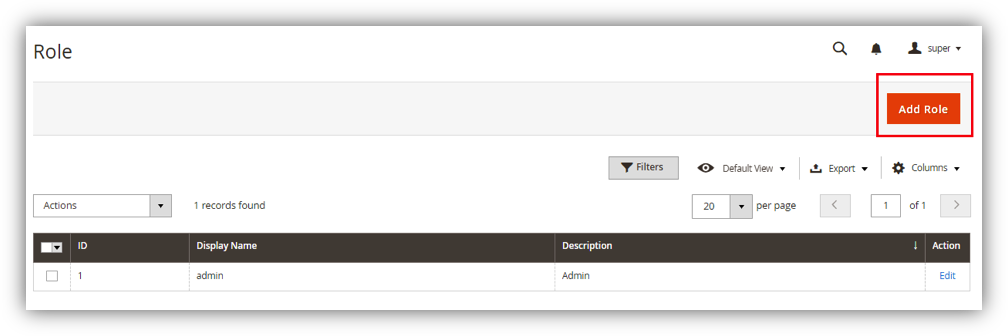 Role
super
Add Role
Filters
Default View
Export
Columns
Actions
1 records found
20
per page
1
of 1
ID
Display Name
Description
↓
Action
1
admin
Admin
Edit